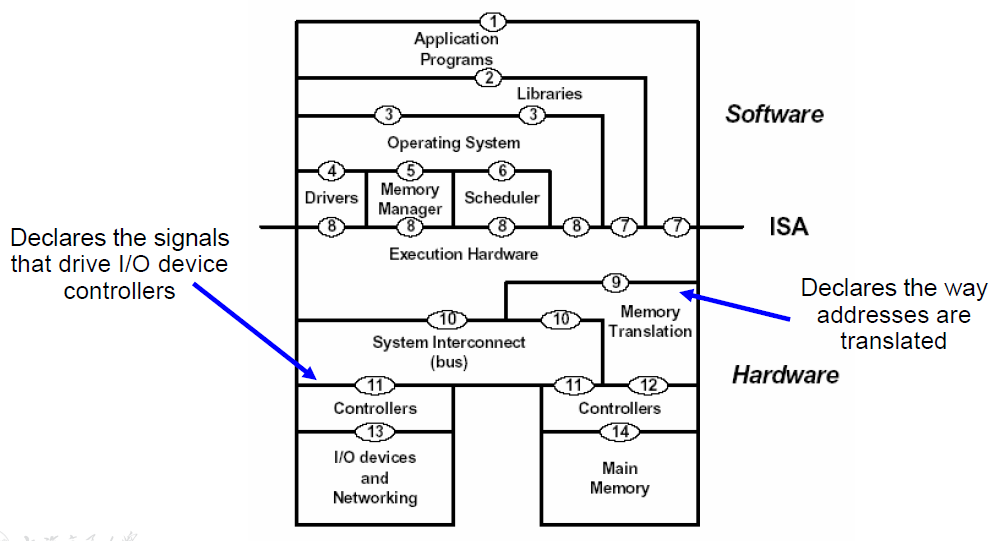 1
Application
Programs
2
Libraries
Software
3 3
Operating System
4 5 6
Drivers
Memory
Manager
Scheduler
8 8 8 8 7 7
ISA
Declares the signals
that drive I/O device
controllers
Execution Hardware
9
Declares the way
addresses are
translated
Memory
Translation
10 10
System Interconnect
(bus)
Hardware
11 11 12
Controllers Controllers
13 14
I/O devices
and
Networking
Main
Memory